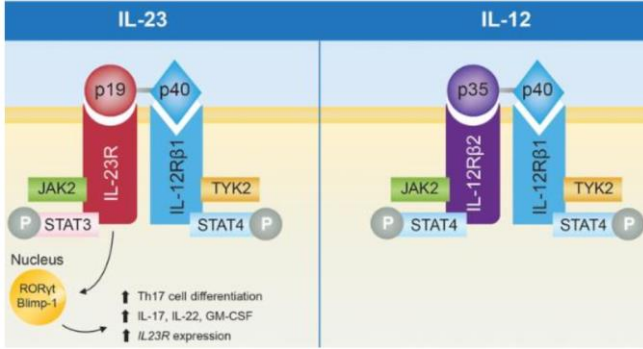 IL-23
p19
p40
IL-23R
IL-12Rβ1
JAK2
TYK2
P
STAT3
STAT4
P
Nucleus
RORγt
Blimp-1
Th17 cell differentiation
IL-17, IL-22, GM-CSF
IL23R expression
IL-12
p35
p40
IL-12Rβ2
IL-12Rβ1
JAK2
TYK2
P
STAT4
STAT4
P